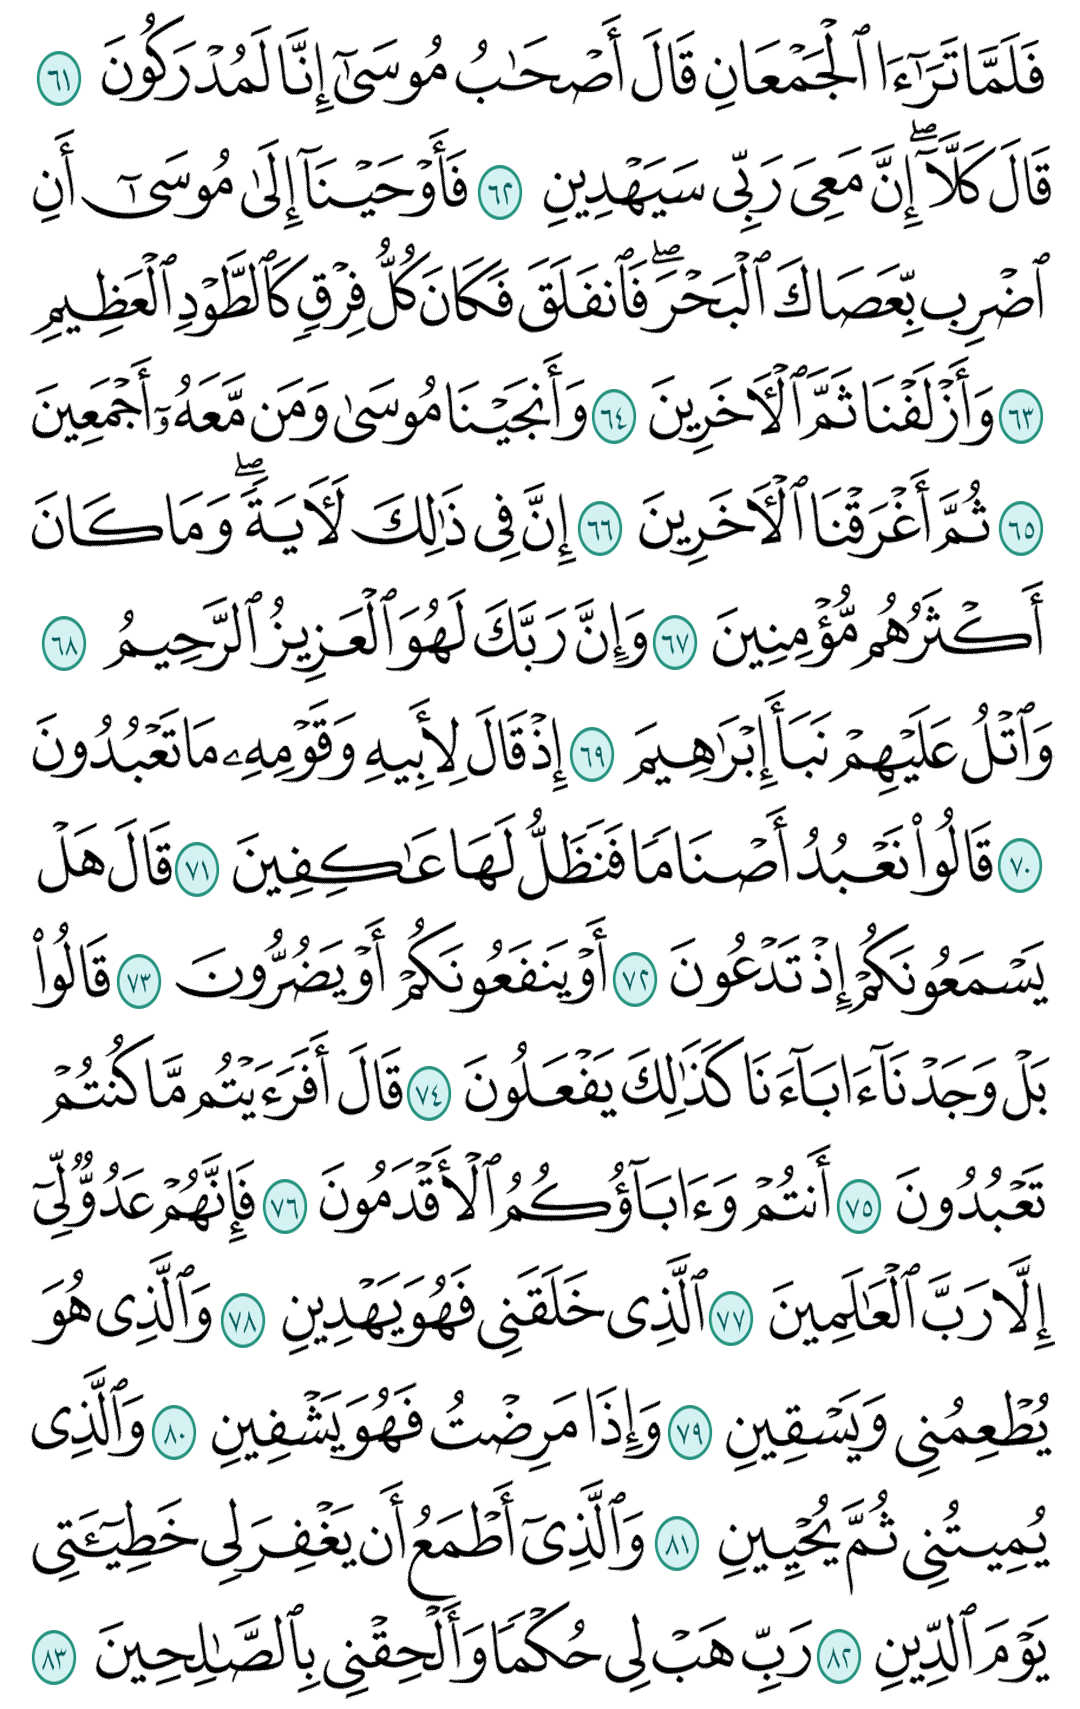 فَلَمَّا تَرَٰٓءَا ٱلۡجَمۡعَانِ قَالَ أَصۡحَٰبُ مُوسَىٰٓ إِنَّا لَمُدۡرَكُونَ ٦١
قَالَ كَلَّآۖ إِنَّ مَعِىَ رَبِّى سَيَهۡدِينِ ٦٢ فَأَوۡحَيۡنَآ إِلَىٰ مُوسَىٰٓ أَنِ
ٱضۡرِب بِّعَصَاكَ ٱلۡبَحۡرَۖ فَٱنفَلَقَ فَكَانَ كُلُّ فِرۡقٍ كَٱلطَّوۡدِ ٱلۡعَظِيمِ
٦٣ وَأَزۡلَفۡنَا ثَمَّ ٱلۡأٓخَرِينَ ٦٤ وَأَنجَيۡنَا مُوسَىٰ وَمَن مَّعَهُۥٓ أَجۡمَعِينَ
٦٥ ثُمَّ أَغۡرَقۡنَا ٱلۡأٓخَرِينَ ٦٦ إِنَّ فِى ذَٰلِكَ لَأٓيَةٗۖ وَمَا كَانَ
أَكۡثَرُهُم مُّؤۡمِنِينَ ٦٧ وَإِنَّ رَبَّكَ لَهُوَ ٱلۡعَزِيزُ ٱلرَّحِيمُ ٦٨
وَٱتۡلُ عَلَيۡهِمۡ نَبَأَ إِبۡرَٰهِيمَ ٦٩ إِذۡ قَالَ لِأَبِيهِ وَقَوۡمِهِۦ مَا تَعۡبُدُونَ
٧٠ قَالُواْ نَعۡبُدُ أَصۡنَامٗا فَنَظَلُّ لَهَا عَٰكِفِينَ ٧١ قَالَ هَلۡ
يَسۡمَعُونَكُمۡ إِذۡ تَدۡعُونَ ٧٢ أَوۡ يَنفَعُونَكُمۡ أَوۡ يَضُرُّونَ ٧٣ قَالُواْ
بَلۡ وَجَدۡنَآ ءَابَآءَنَا كَذَٰلِكَ يَفۡعَلُونَ ٧٤ قَالَ أَفَرَءَيۡتُم مَّا كُنتُمۡ
تَعۡبُدُونَ ٧٥ أَنتُمۡ وَءَابَآؤُكُمُ ٱلۡأَقۡدَمُونَ ٧٦ فَإِنَّهُمۡ عَدُوّٞ لِّىٓ
إِلَّا رَبَّ ٱلۡعَٰلَمِينَ ٧٧ ٱلَّذِى خَلَقَنِى فَهُوَ يَهۡدِينِ ٧٨ وَٱلَّذِى هُوَ
يُطۡعِمُنِى وَيَسۡقِينِ ٧٩ وَإِذَا مَرِضۡتُ فَهُوَ يَشۡفِينِ ٨٠ وَٱلَّذِى
يُمِيتُنِى ثُمَّ يُحۡيِينِ ٨١ وَٱلَّذِىٓ أَطۡمَعُ أَن يَغۡفِرَ لِى خَطِيٓـَٔتِى
يَوۡمَ ٱلدِّينِ ٨٢ رَبِّ هَبۡ لِى حُكۡمٗا وَأَلۡحِقۡنِى بِٱلصَّٰلِحِينَ ٨٣